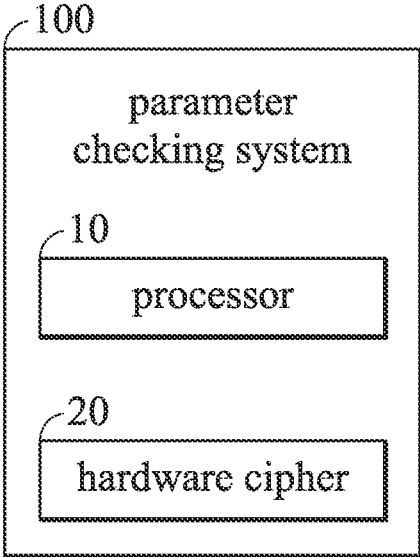 100
parameter
checking system
10
processor
20
hardware cipher